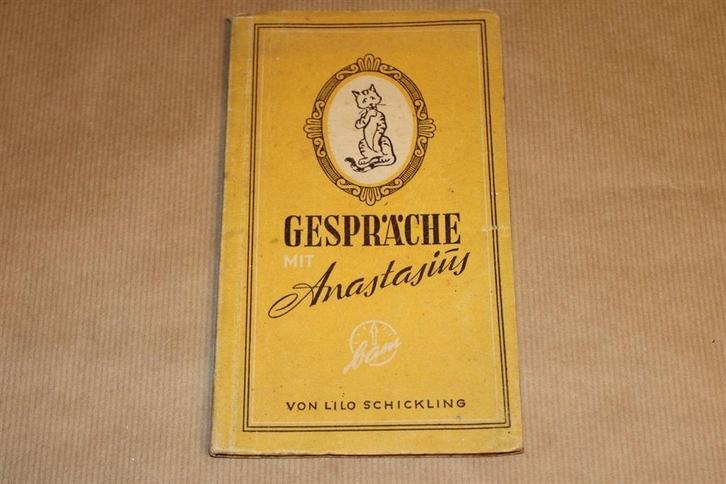 GESPRÄCHE
MIT
Anastasius
VON LILO SCHICKLING